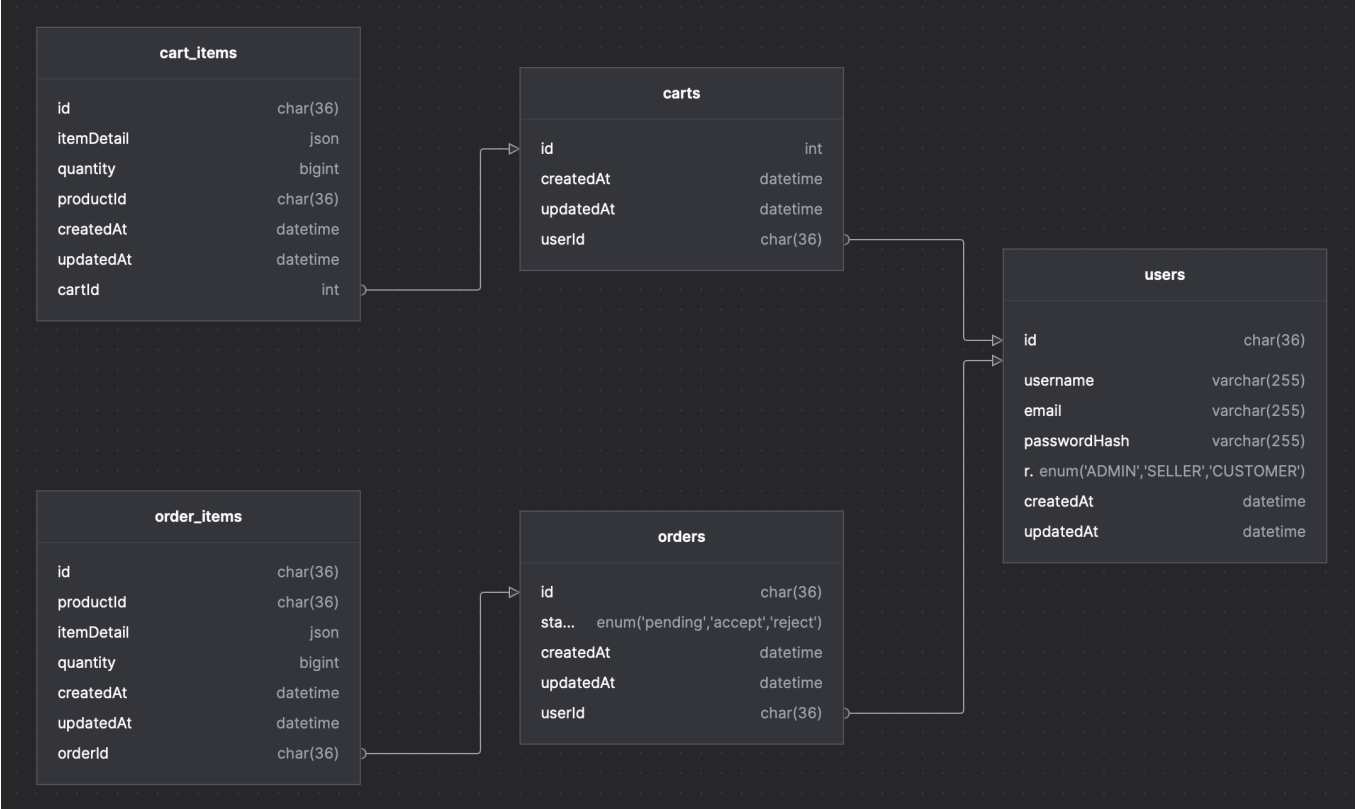 cart_items
id char(36)
itemDetail json
quantity bigint
productId char(36)
createdAt datetime
updatedAt datetime
cartId int
carts
id int
createdAt datetime
updatedAt datetime
userId char(36)
users
id char(36)
username varchar(255)
email varchar(255)
passwordHash varchar(255)
r. enum('ADMIN','SELLER','CUSTOMER')
createdAt datetime
updatedAt datetime
order_items
id char(36)
productId char(36)
itemDetail json
quantity bigint
createdAt datetime
updatedAt datetime
orderId char(36)
orders
id char(36)
sta... enum('pending','accept','reject')
createdAt datetime
updatedAt datetime
userId char(36)